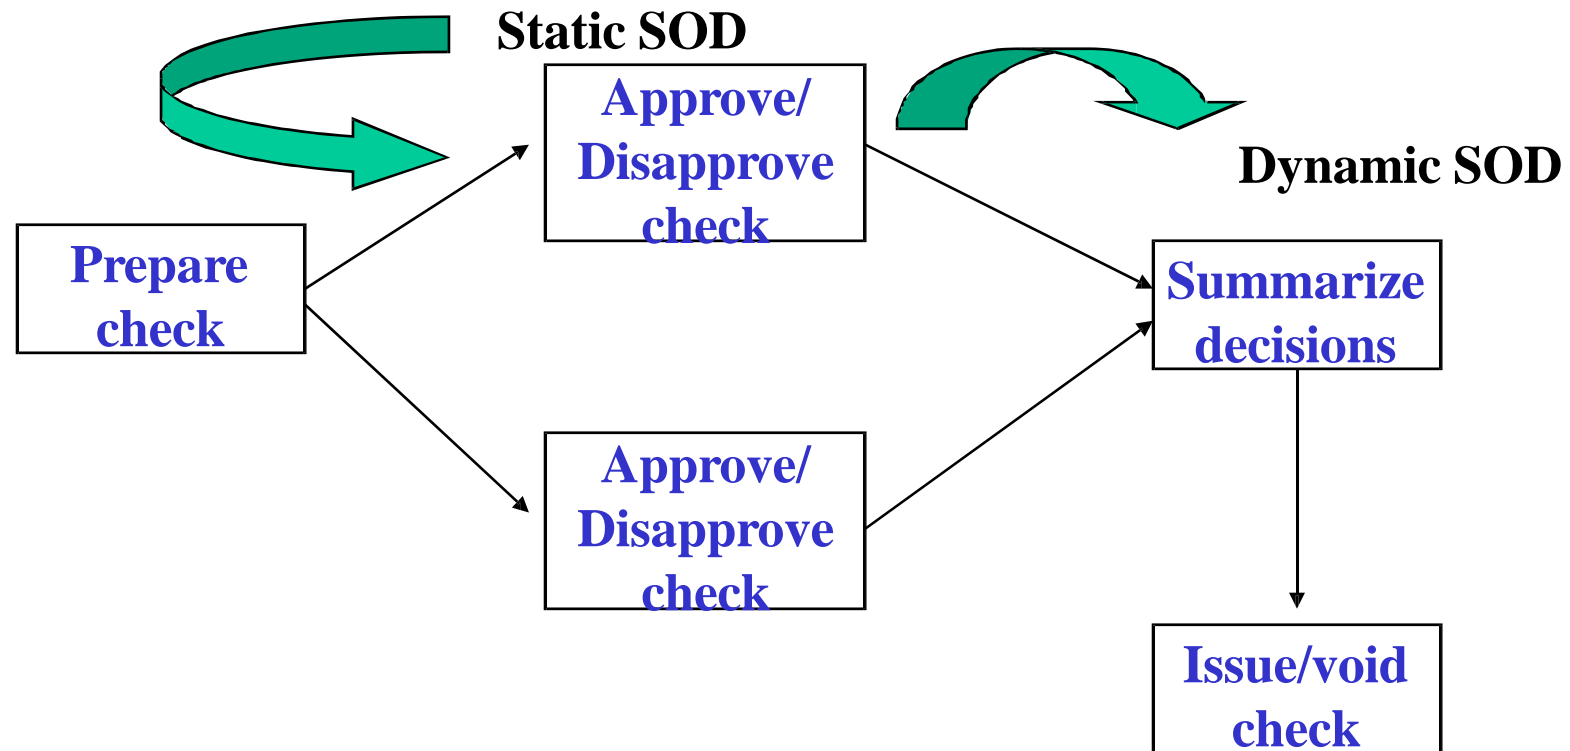 Static SOD
Approve/
Disapprove
check
Dynamic SOD
Prepare
check
Summarize
decisions
Approve/
Disapprove
check
Issue/void
check